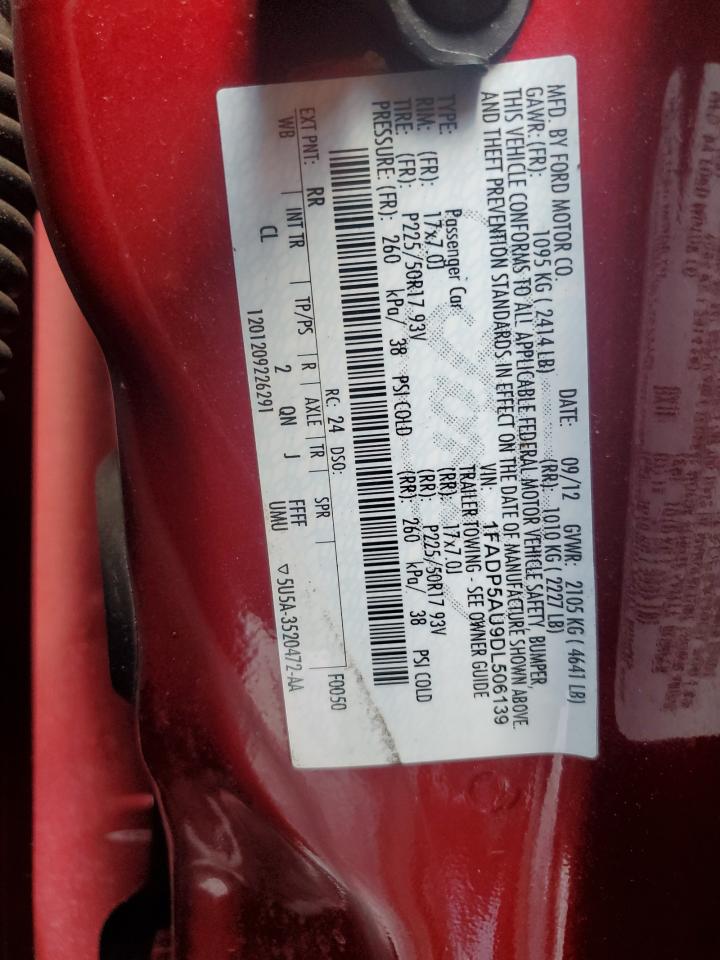 MFD. BY FORD MOTOR CO. DATE: 09/12 GVWR: 2105 KG ( 4641 LB)
GAWR: (FR): 1095 KG ( 2414 LB) (RR): 1010 KG ( 2227 LB)
THIS VEHICLE CONFORMS TO ALL APPLICABLE FEDERAL MOTOR VEHICLE SAFETY, BUMPER,
AND THEFT PREVENTION STANDARDS IN EFFECT ON THE DATE OF MANUFACTURE SHOWN ABOVE.
VIN: 1FADP5AU9DL506139
TYPE: Passenger Car TRAILER TOWING - SEE OWNER GUIDE
RIM: (FR): 17x7.0J (RR): 17x7.0J
TIRE: (FR): P225/50R17 93V (RR): P225/50R17 93V
PRESSURE: (FR): 260 kPa/ 38 PSI COLD (RR): 260 kPa/ 38 PSI COLD
RC: 24 DSO: F0050
EXT PNT: RR
WB INT TR TP/PS R AXLE TR SPR
CL 2 QN J FFFF UMU ▽5U5A-3520472-AA
1201209226291